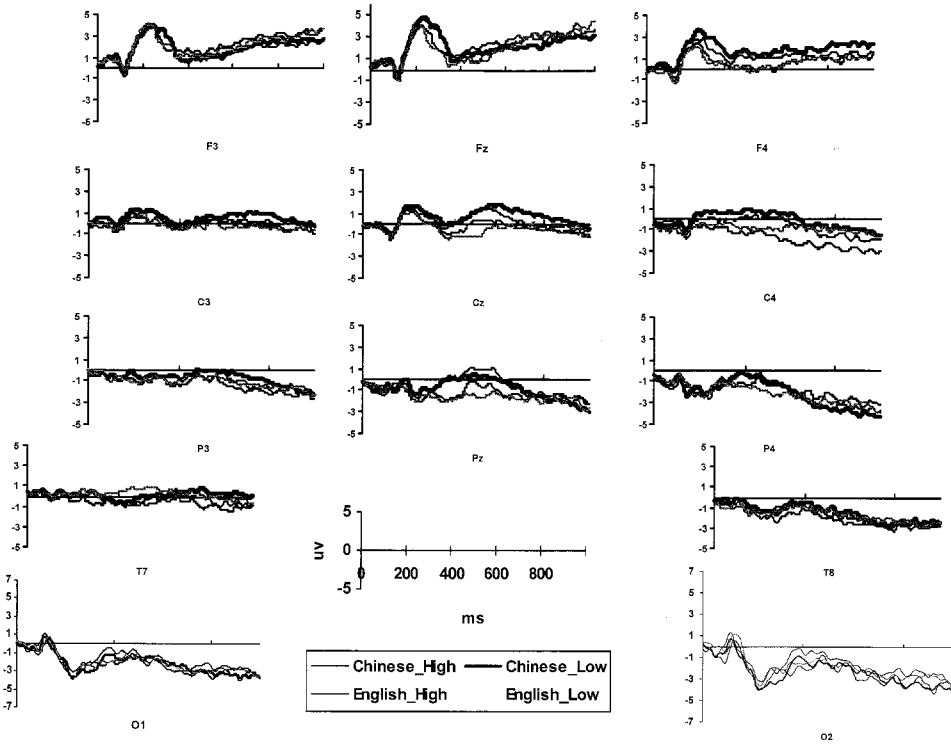 5 5 5
3 3 3
1 1 1
-1 -1 -1
-3 -3 -3
-5 -5 -5
F3 Fz F4
5 5 5
3 3 3
1 1 1
-1 -1 -1
-3 -3 -3
-5 -5 -5
C3 Cz C4
5 5 5
3 3 3
1 1 1
-1 -1 -1
-3 -3 -3
-5 -5 -5
P3 Pz P4
5 5
3 3
1 1
-1 -1
-3 -3
-5 -5
T7 T8
5
0
-5
uv
0 200 400 600 800
ms
7 7
5 5
3 3
1 1
-1 -1
-3 -3
-5 -5
-7 -7
O1 O2
Chinese_High Chinese_Low
English_High English_Low